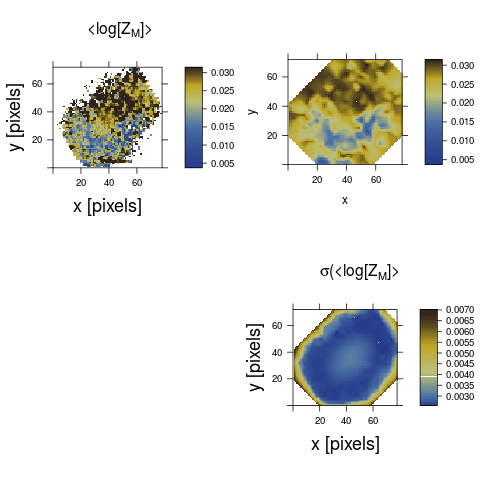 <log[Z_M]>
60
40
20
20 40 60
x [pixels]
y [pixels]
0.030
0.025
0.020
0.015
0.010
0.005
60
40
20
20 40 60
x
y
0.030
0.025
0.020
0.015
0.010
0.005
σ(<log[Z_M]>
60
40
20
20 40 60
x [pixels]
y [pixels]
0.0070
0.0065
0.0060
0.0055
0.0050
0.0045
0.0040
0.0035
0.0030